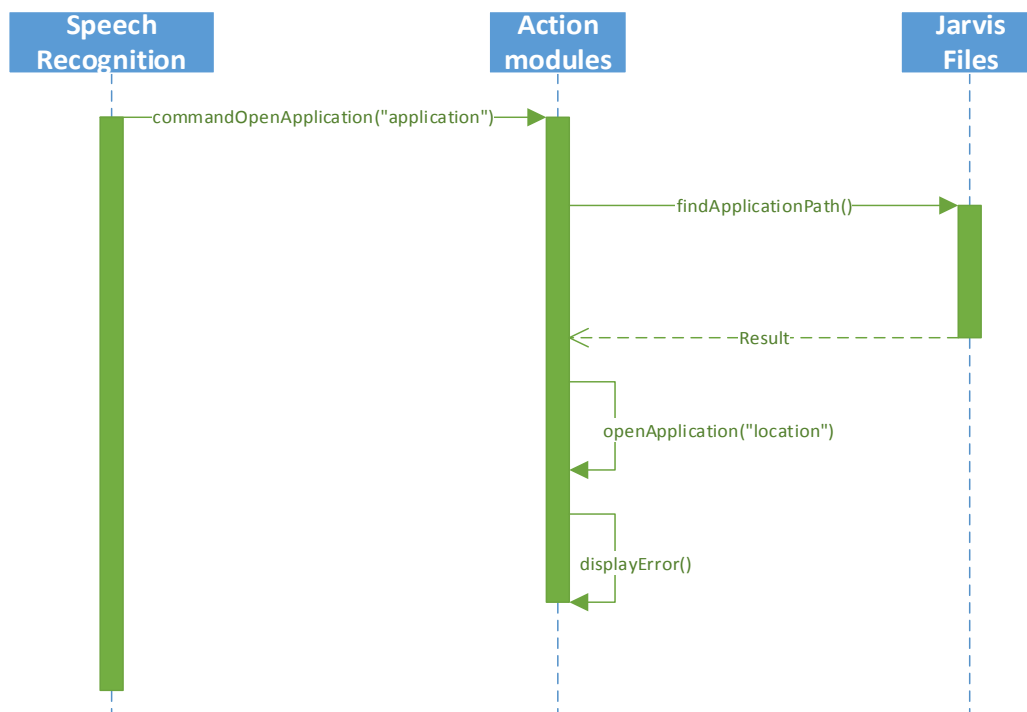 Speech
Recognition
Action
modules
Jarvis
Files
commandOpenApplication("application")
findApplicationPath()
Result
openApplication("location")
displayError()